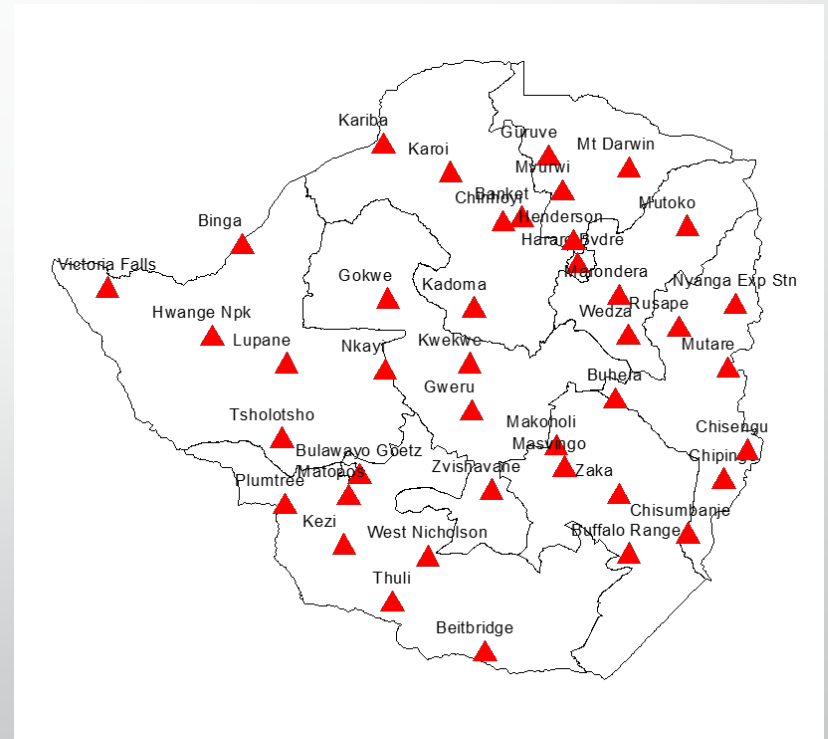 Kariba
Guruve
Mt Darwin
Karoi
Mvurwi
Banket
Chinhoyi
Mutoko
Henderson
Binga
Harare Bvdre
Victoria Falls
Marondera
Gokwe
Kadoma
Nyanga Exp Stn
Hwange Npk
Wedza
Rusape
Lupane
Nkayi
Kwekwe
Mutare
Gweru
Buhera
Tsholotsho
Makoholi
Chisengu
Bulawayo Goetz
Masvingo
Chipinge
Matopos
Zvishavane
Zaka
Plumtree
Chisumbanje
Kezi
West Nicholson
Buffalo Range
Thuli
Beitbridge